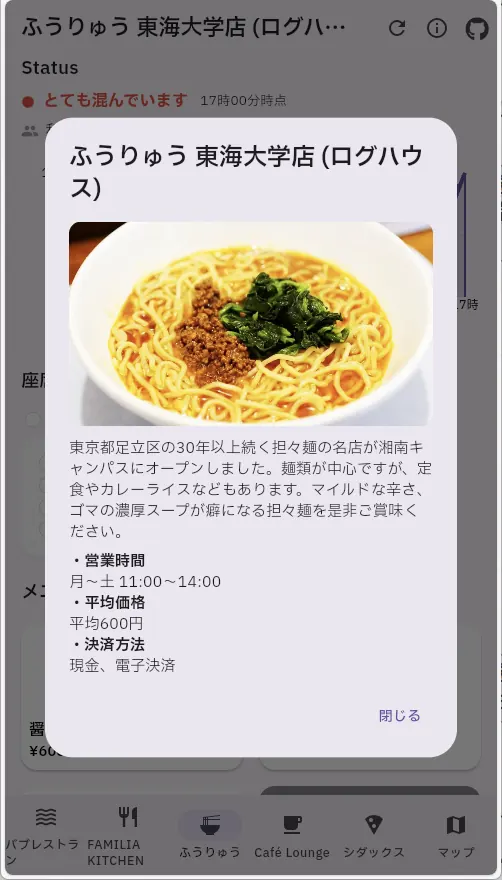 ふうりゅう 東海大学店 (ログハ…
Status
とても混んでいます 17時00分時点
ふうりゅう 東海大学店 (ログハウ
ス)
17時
座
東京都足立区の30年以上続く担々麺の名店が湘南キ
ャンパスにオープンしました。麺類が中心ですが、定
食やカレーライスなどもあります。マイルドな辛さ、
ゴマの濃厚スープが癖になる担々麺を是非ご賞味く
ださい。
・営業時間
月〜土 11:00〜14:00
・平均価格
平均600円
・決済方法
現金、電子決済
メニ
閉じる
醤
¥60
パプレストラ
ン
FAMILIA
KITCHEN
ふうりゅう
Café Lounge
シダックス
マップ